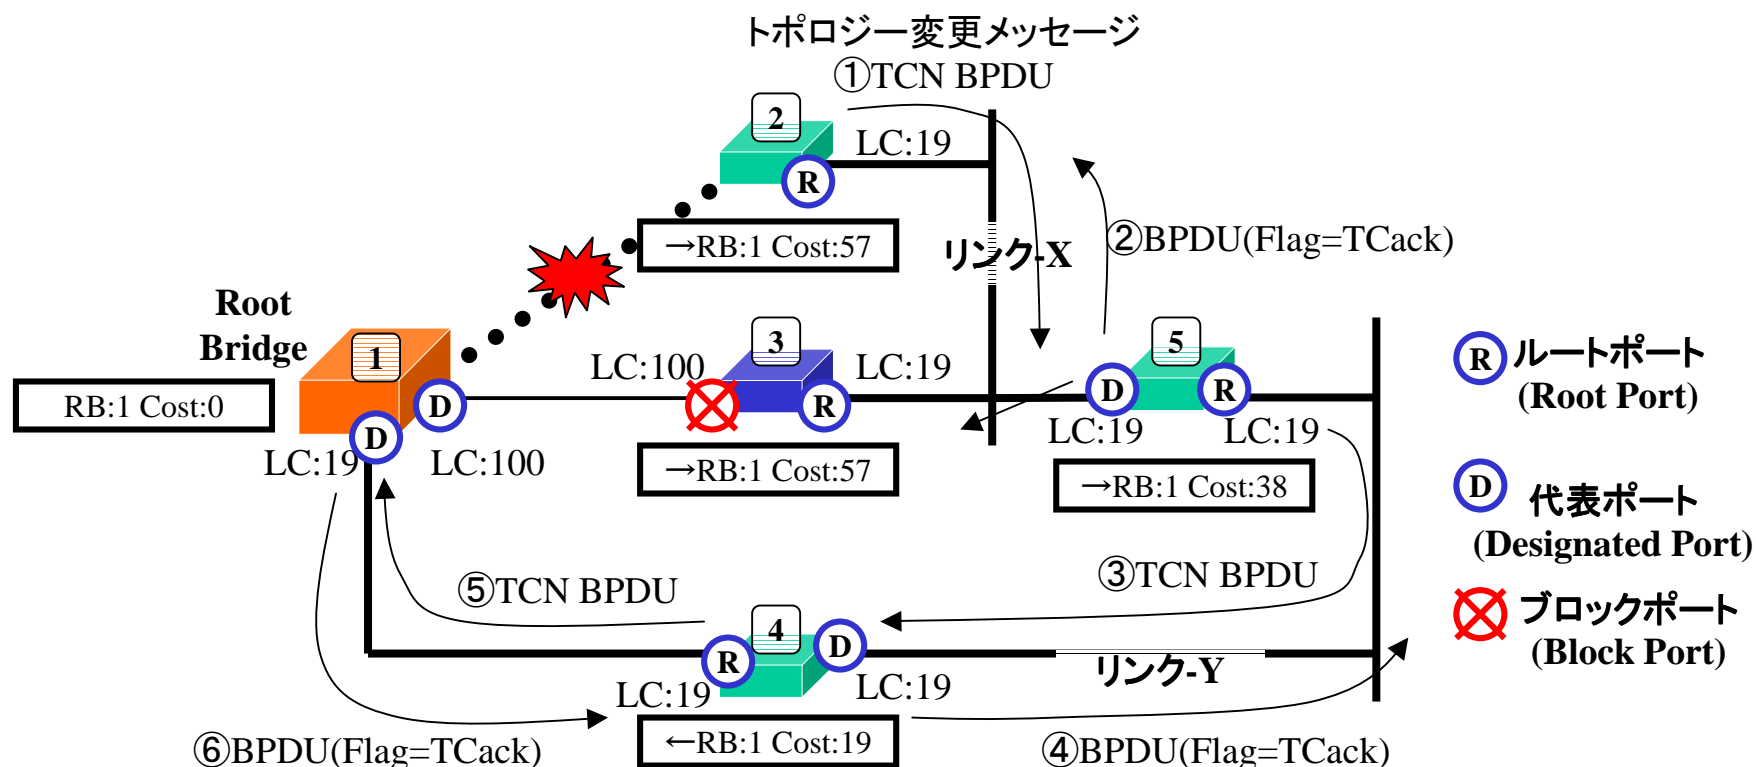 トポロジー変更メッセージ
①TCN BPDU
2
LC:19
R
→RB:1 Cost:57
リンク-X
②BPDU(Flag=TCack)
Root
Bridge
1
RB:1 Cost:0
D
D
LC:19
LC:100
LC:100
3
LC:19
R
→RB:1 Cost:57
5
D
R
LC:19
LC:19
→RB:1 Cost:38
R
ルートポート
(Root Port)
D
代表ポート
(Designated Port)
ブロックポート
(Block Port)
③TCN BPDU
⑤TCN BPDU
4
R
D
LC:19
LC:19
リンク-Y
←RB:1 Cost:19
⑥BPDU(Flag=TCack)
④BPDU(Flag=TCack)